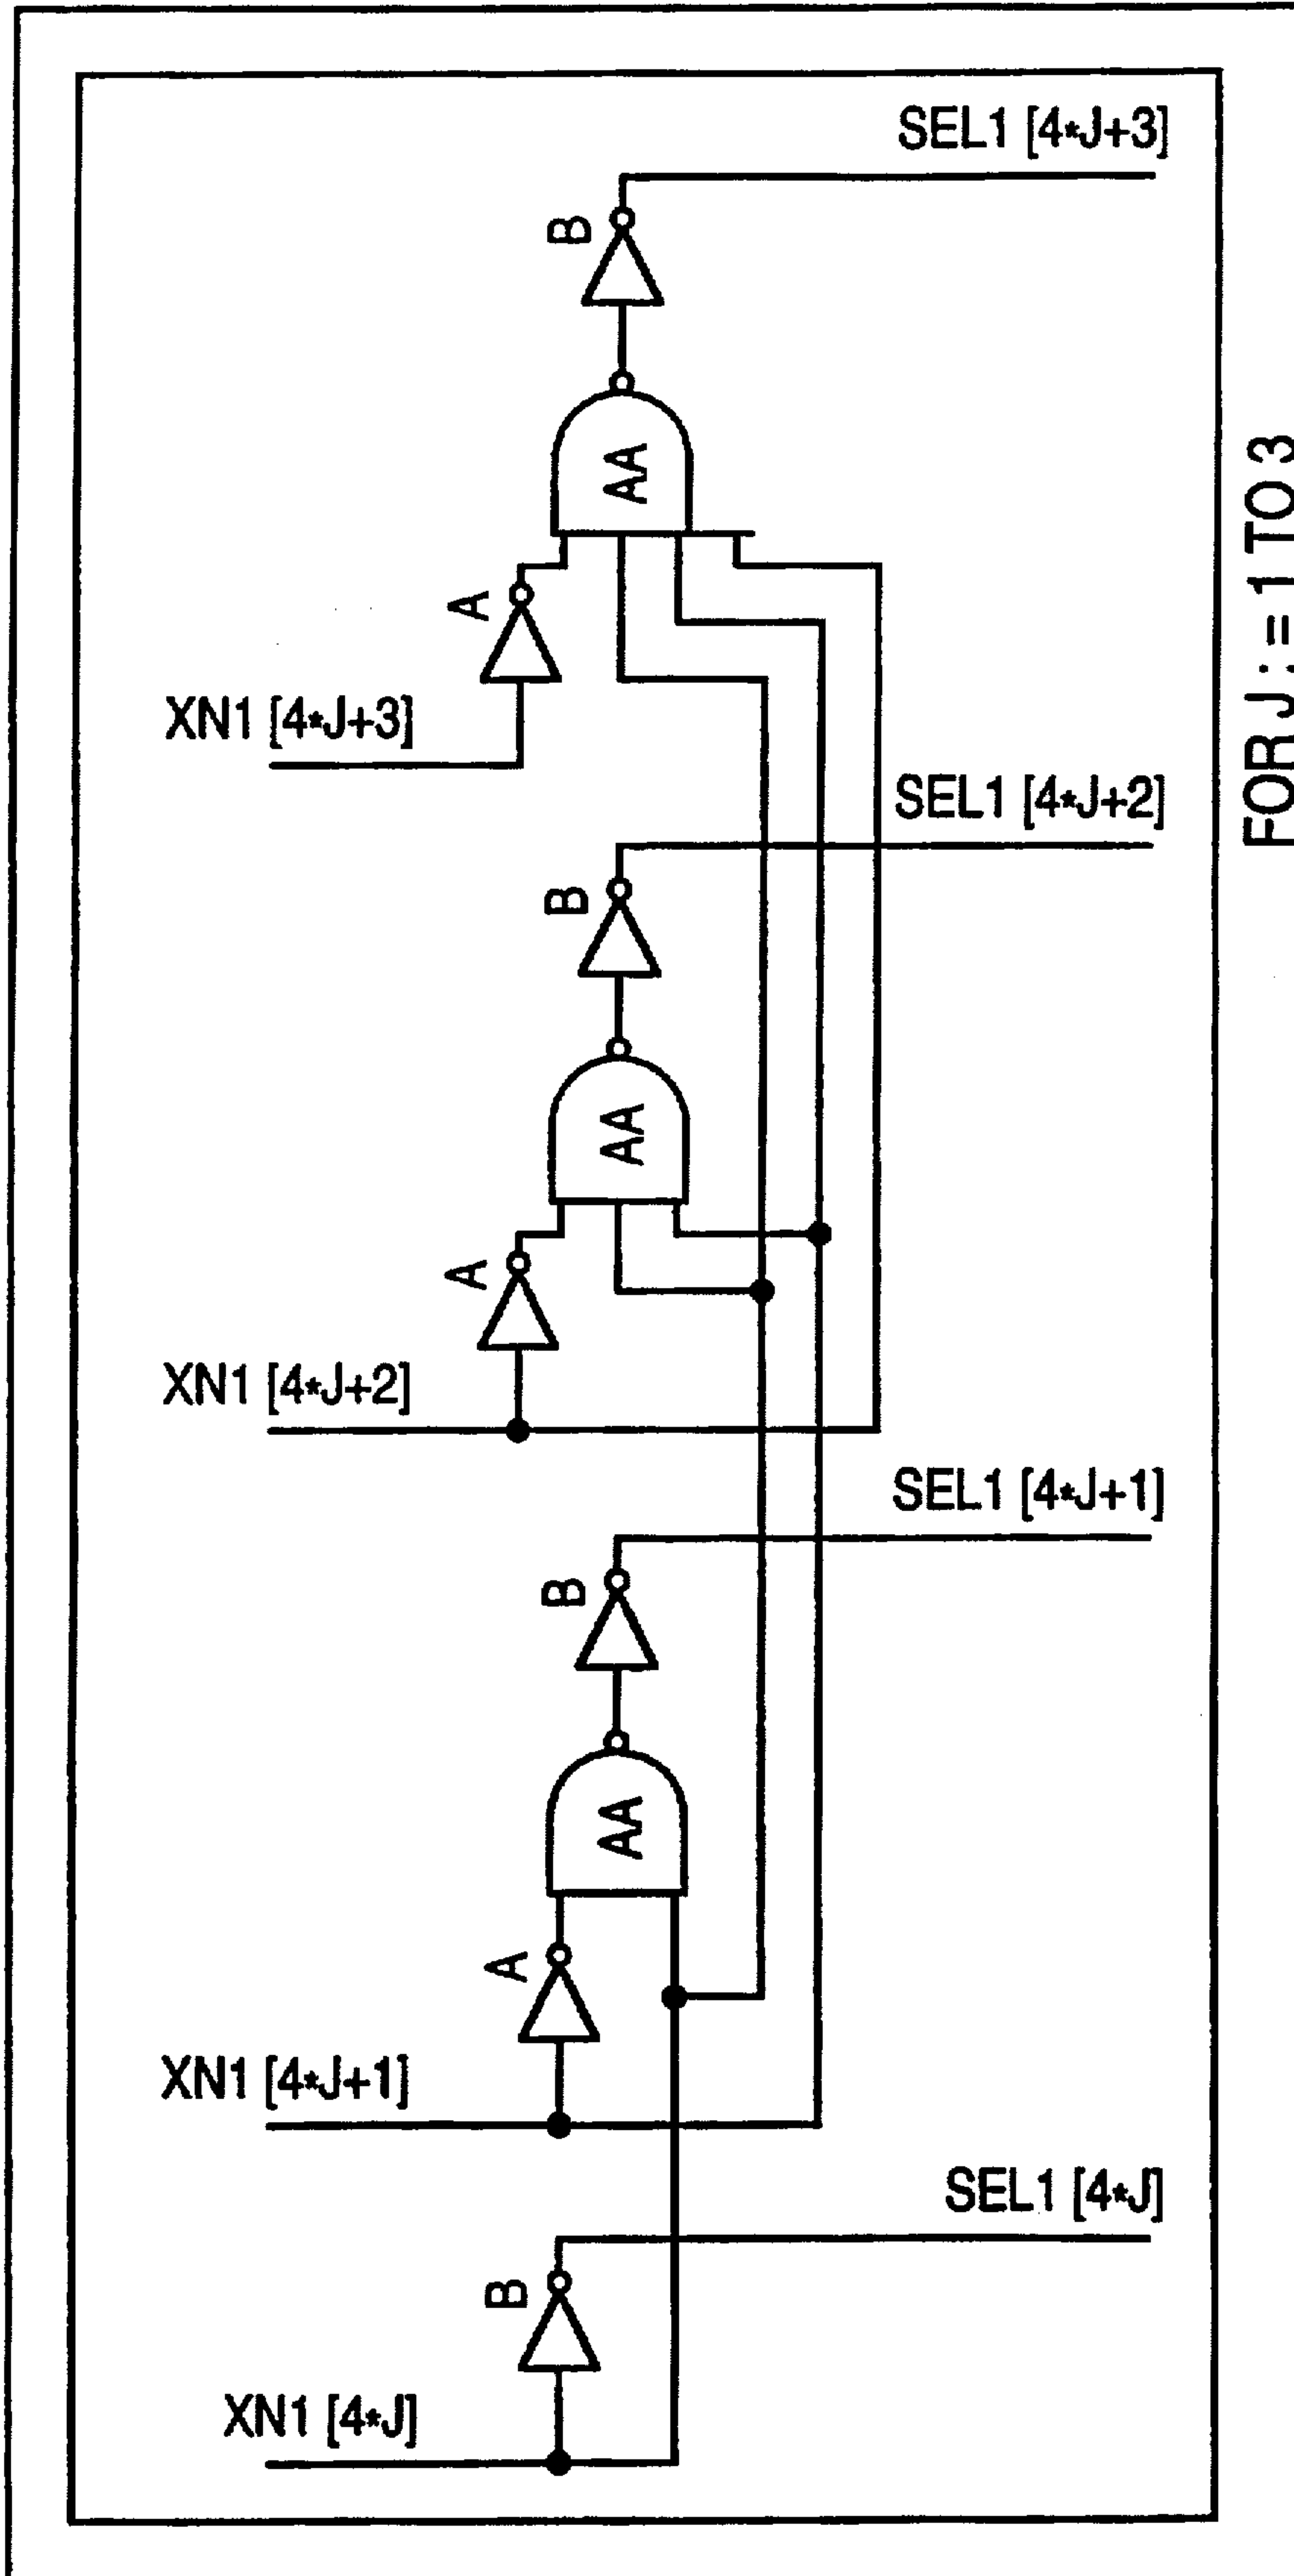 SEL1 [4*J+3]
B
AA
A
XN1 [4*J+3]
SEL1 [4*J+2]
B
AA
A
XN1 [4*J+2]
SEL1 [4*J+1]
B
AA
A
XN1 [4*J+1]
SEL1 [4*J]
B
XN1 [4*J]
FOR J : = 1 TO 3